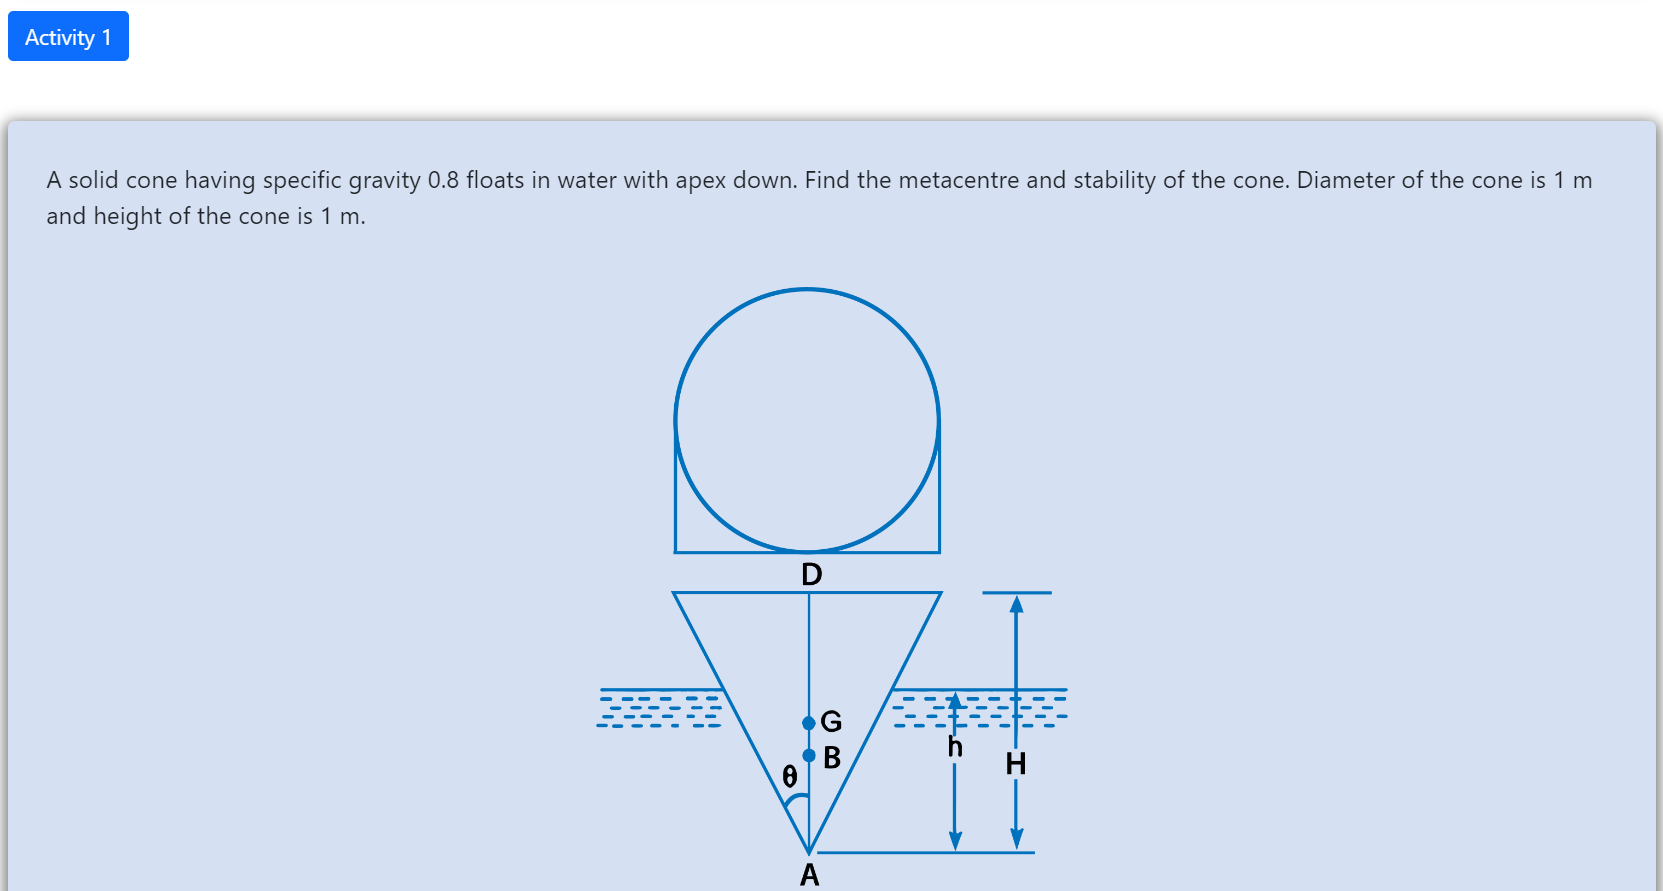 Activity 1
A solid cone having specific gravity 0.8 floats in water with apex down. Find the metacentre and stability of the cone. Diameter of the cone is 1 m
and height of the cone is 1 m.
D
G
B
h
H
θ
A